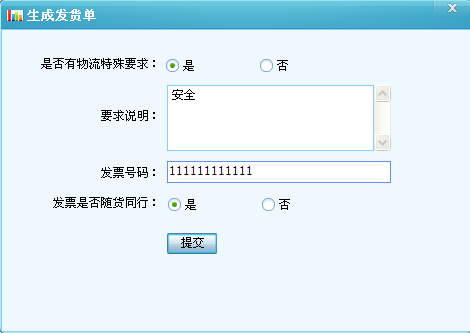 生成发货单
是否有物流特殊要求： 是 否
要求说明： 安全
发票号码： 111111111111
发票是否随货同行： 是 否
提交